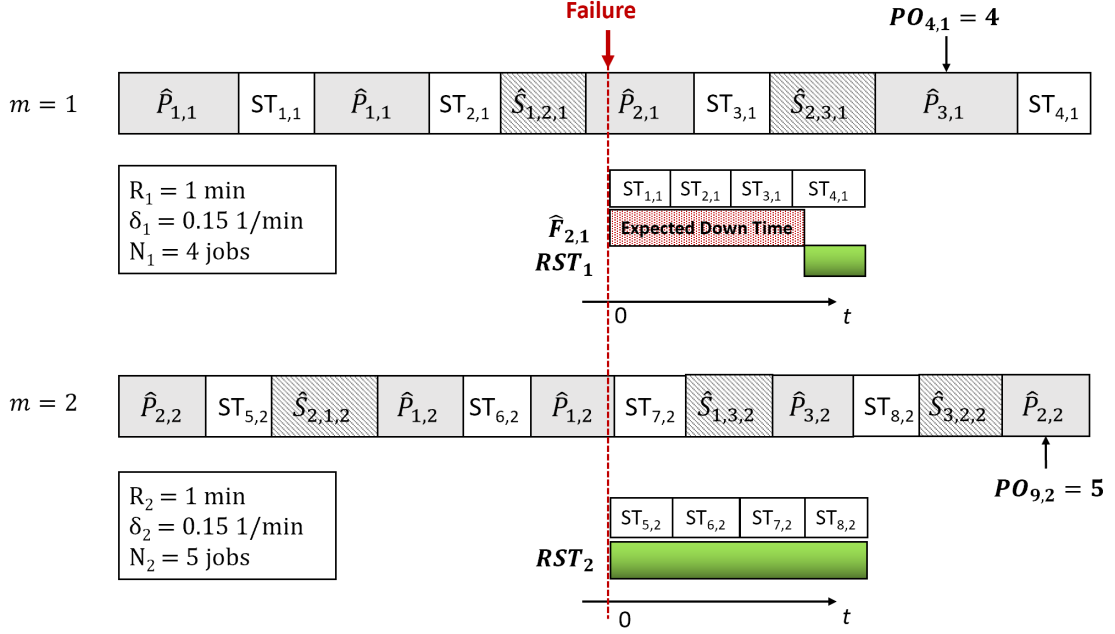 Failure
PO₄,₁ = 4
m = 1
P̂₁,₁ ST₁,₁ P̂₁,₁ ST₂,₁ Ŝ₁,₂,₁ P̂₂,₁ ST₃,₁ Ŝ₂,₃,₁ P̂₃,₁ ST₄,₁
R₁ = 1 min
δ₁ = 0.15 1/min
N₁ = 4 jobs
ST₁,₁ ST₂,₁ ST₃,₁ ST₄,₁
F̂₂,₁ Expected Down Time
RST₁
0 t
m = 2
P̂₂,₂ ST₅,₂ Ŝ₂,₁,₂ P̂₁,₂ ST₆,₂ P̂₁,₂ ST₇,₂ Ŝ₁,₃,₂ P̂₃,₂ ST₈,₂ Ŝ₃,₂,₂ P̂₂,₂
PO₉,₂ = 5
R₂ = 1 min
δ₂ = 0.15 1/min
N₂ = 5 jobs
ST₅,₂ ST₆,₂ ST₇,₂ ST₈,₂
RST₂
0 t